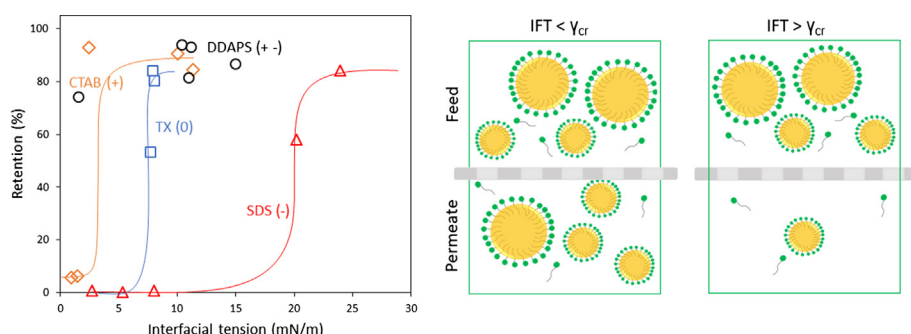 100
80
60
40
20
0
Retention (%)
0
5
10
15
20
25
30
Interfacial tension (mN/m)
CTAB (+)
DDAPS (+ -)
TX (0)
SDS (-)
IFT < γcr
IFT > γcr
Feed
Permeate